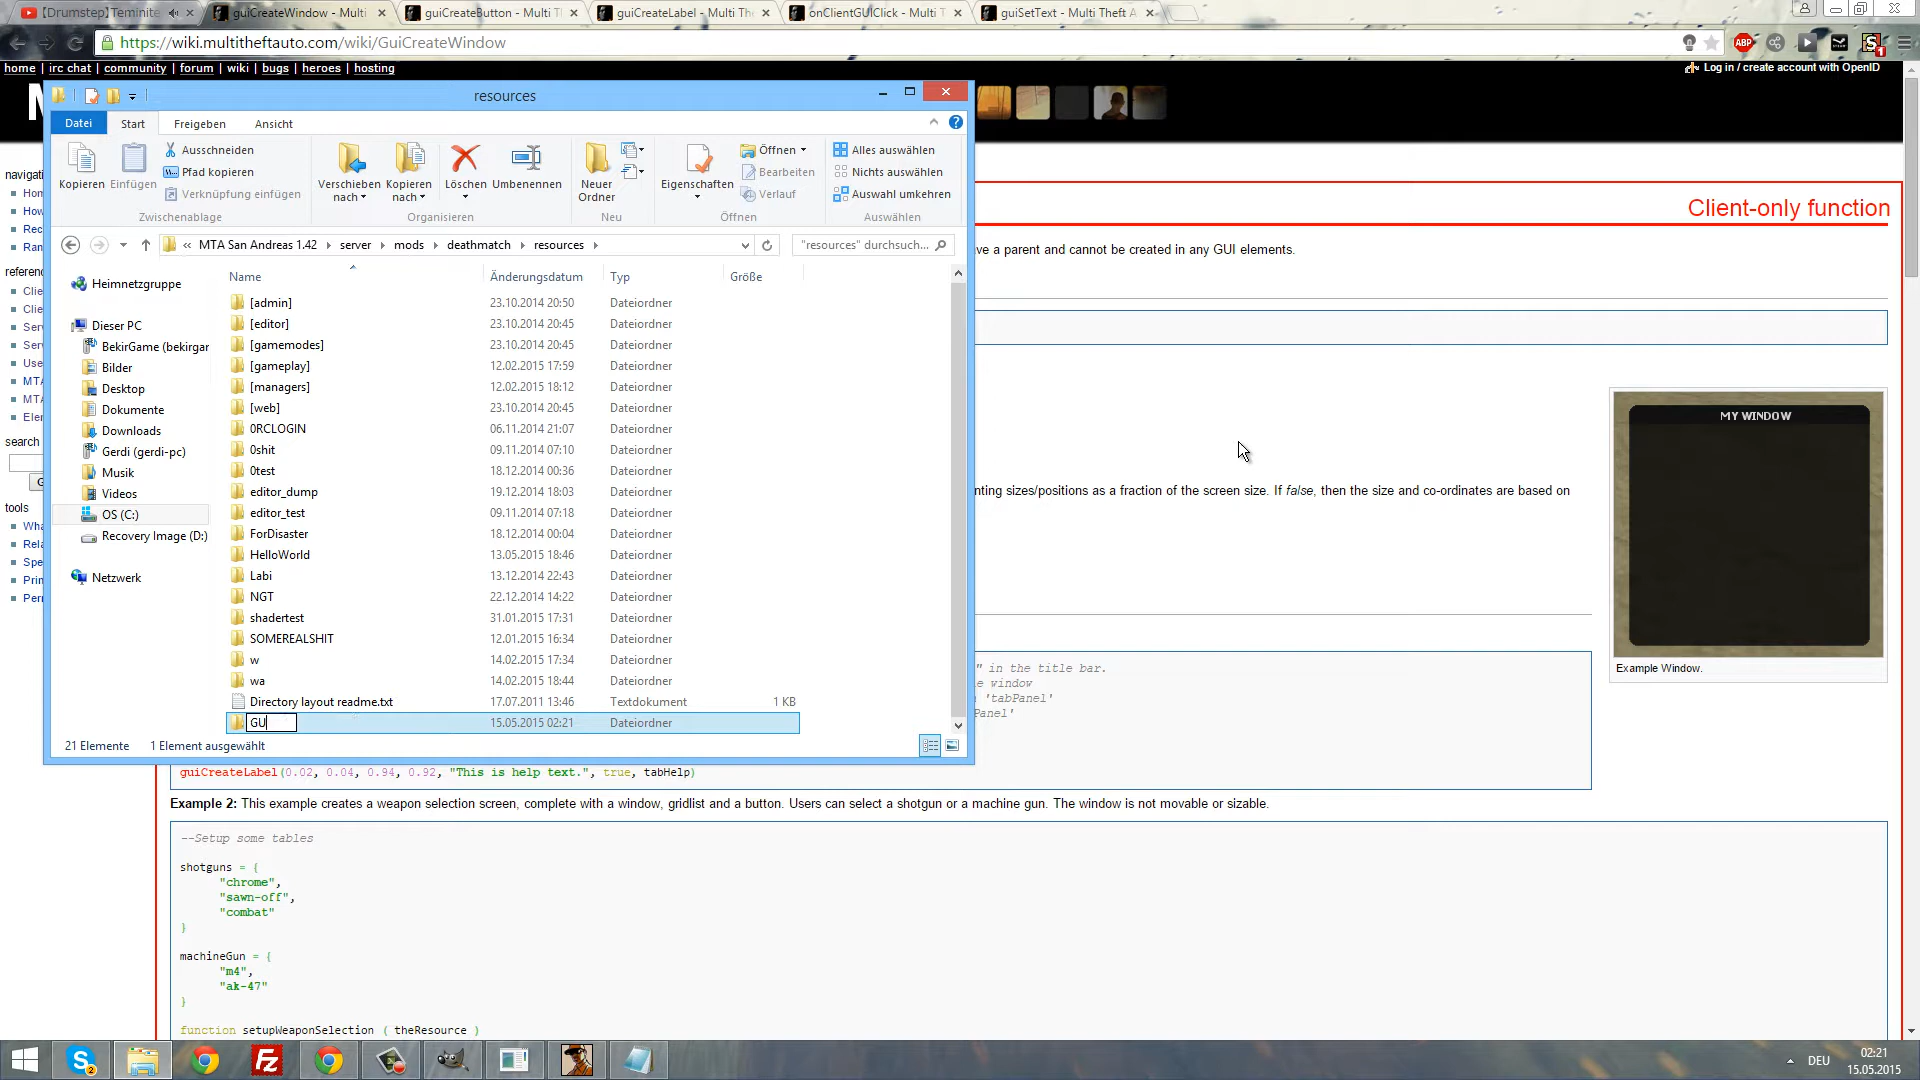 [Drumstep] Teminite
guiCreateWindow - Multi
guiCreateButton - Multi T
guiCreateLabel - Multi Th
onClientGUIClick - Multi T
guiSetText - Multi Theft A
https://wiki.multitheftauto.com/wiki/GuiCreateWindow
ABP
home | irc chat | community | forum | wiki | bugs | heroes | hosting
Log in / create account with OpenID
resources
Datei
Start
Freigeben
Ansicht
Kopieren
Einfügen
Ausschneiden
Pfad kopieren
Verknüpfung einfügen
Zwischenablage
Verschieben nach
Kopieren nach
Löschen
Umbenennen
Organisieren
Neuer Ordner
Neu
Eigenschaften
Öffnen
Bearbeiten
Verlauf
Öffnen
Alles auswählen
Nichts auswählen
Auswahl umkehren
Auswählen
« MTA San Andreas 1.42 server mods deathmatch resources
"resources" durchsuch...
Name Änderungsdatum Typ Größe
Heimnetzgruppe
Dieser PC
BekirGame (bekirgar
Bilder
Desktop
Dokumente
Downloads
Gerdi (gerdi-pc)
Musik
Videos
OS (C:)
Recovery Image (D:)
Netzwerk
[admin] 23.10.2014 20:50 Dateiordner
[editor] 23.10.2014 20:45 Dateiordner
[gamemodes] 23.10.2014 20:45 Dateiordner
[gameplay] 12.02.2015 17:59 Dateiordner
[managers] 12.02.2015 18:12 Dateiordner
[web] 23.10.2014 20:45 Dateiordner
0RCLOGIN 06.11.2014 21:07 Dateiordner
0shit 09.11.2014 07:10 Dateiordner
0test 18.12.2014 00:36 Dateiordner
editor_dump 19.12.2014 18:03 Dateiordner
editor_test 09.11.2014 07:18 Dateiordner
ForDisaster 18.12.2014 00:04 Dateiordner
HelloWorld 13.05.2015 18:46 Dateiordner
Labi 13.12.2014 22:43 Dateiordner
NGT 22.12.2014 14:22 Dateiordner
shadertest 31.01.2015 17:31 Dateiordner
SOMEREALSHIT 12.01.2015 16:34 Dateiordner
w 14.02.2015 17:34 Dateiordner
wa 14.02.2015 18:44 Dateiordner
Directory layout readme.txt 17.07.2011 13:46 Textdokument 1 KB
GU 15.05.2015 02:21 Dateiordner
21 Elemente 1 Element ausgewählt
navigati
Hom
How
Rec
Ran
referenc
Clie
Clie
Serv
Serv
Use
MTA
MTA
Elen
search
G
tools
Wha
Rela
Spe
Prin
Perr
Client-only function
ve a parent and cannot be created in any GUI elements.
nting sizes/positions as a fraction of the screen size. If false, then the size and co-ordinates are based on
MY WINDOW
Example Window.
" in the title bar.
e window
'tabPanel'
Panel'
guiCreateLabel(0.02, 0.04, 0.94, 0.92, "This is help text.", true, tabHelp)
Example 2: This example creates a weapon selection screen, complete with a window, gridlist and a button. Users can select a shotgun or a machine gun. The window is not movable or sizable.
--Setup some tables
shotguns = {
"chrome",
"sawn-off",
"combat"
}
machineGun = {
"m4",
"ak-47"
}
function setupWeaponSelection ( theResource )
DEU
02:21
15.05.2015